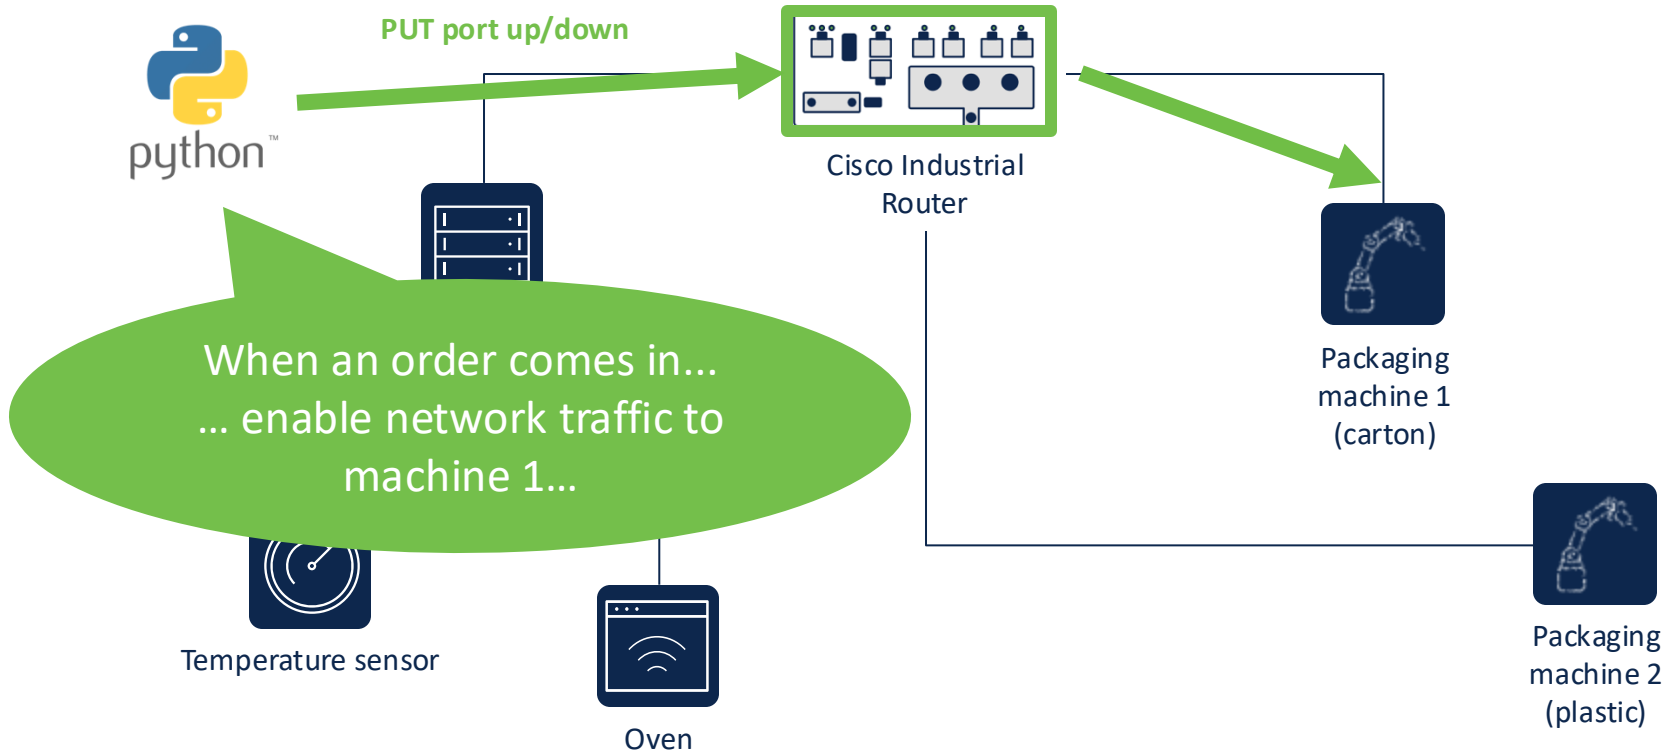 PUT port up/down
python™
Cisco Industrial
Router
When an order comes in...
... enable network traffic to
machine 1...
Packaging
machine 1
(carton)
Temperature sensor
Oven
Packaging
machine 2
(plastic)